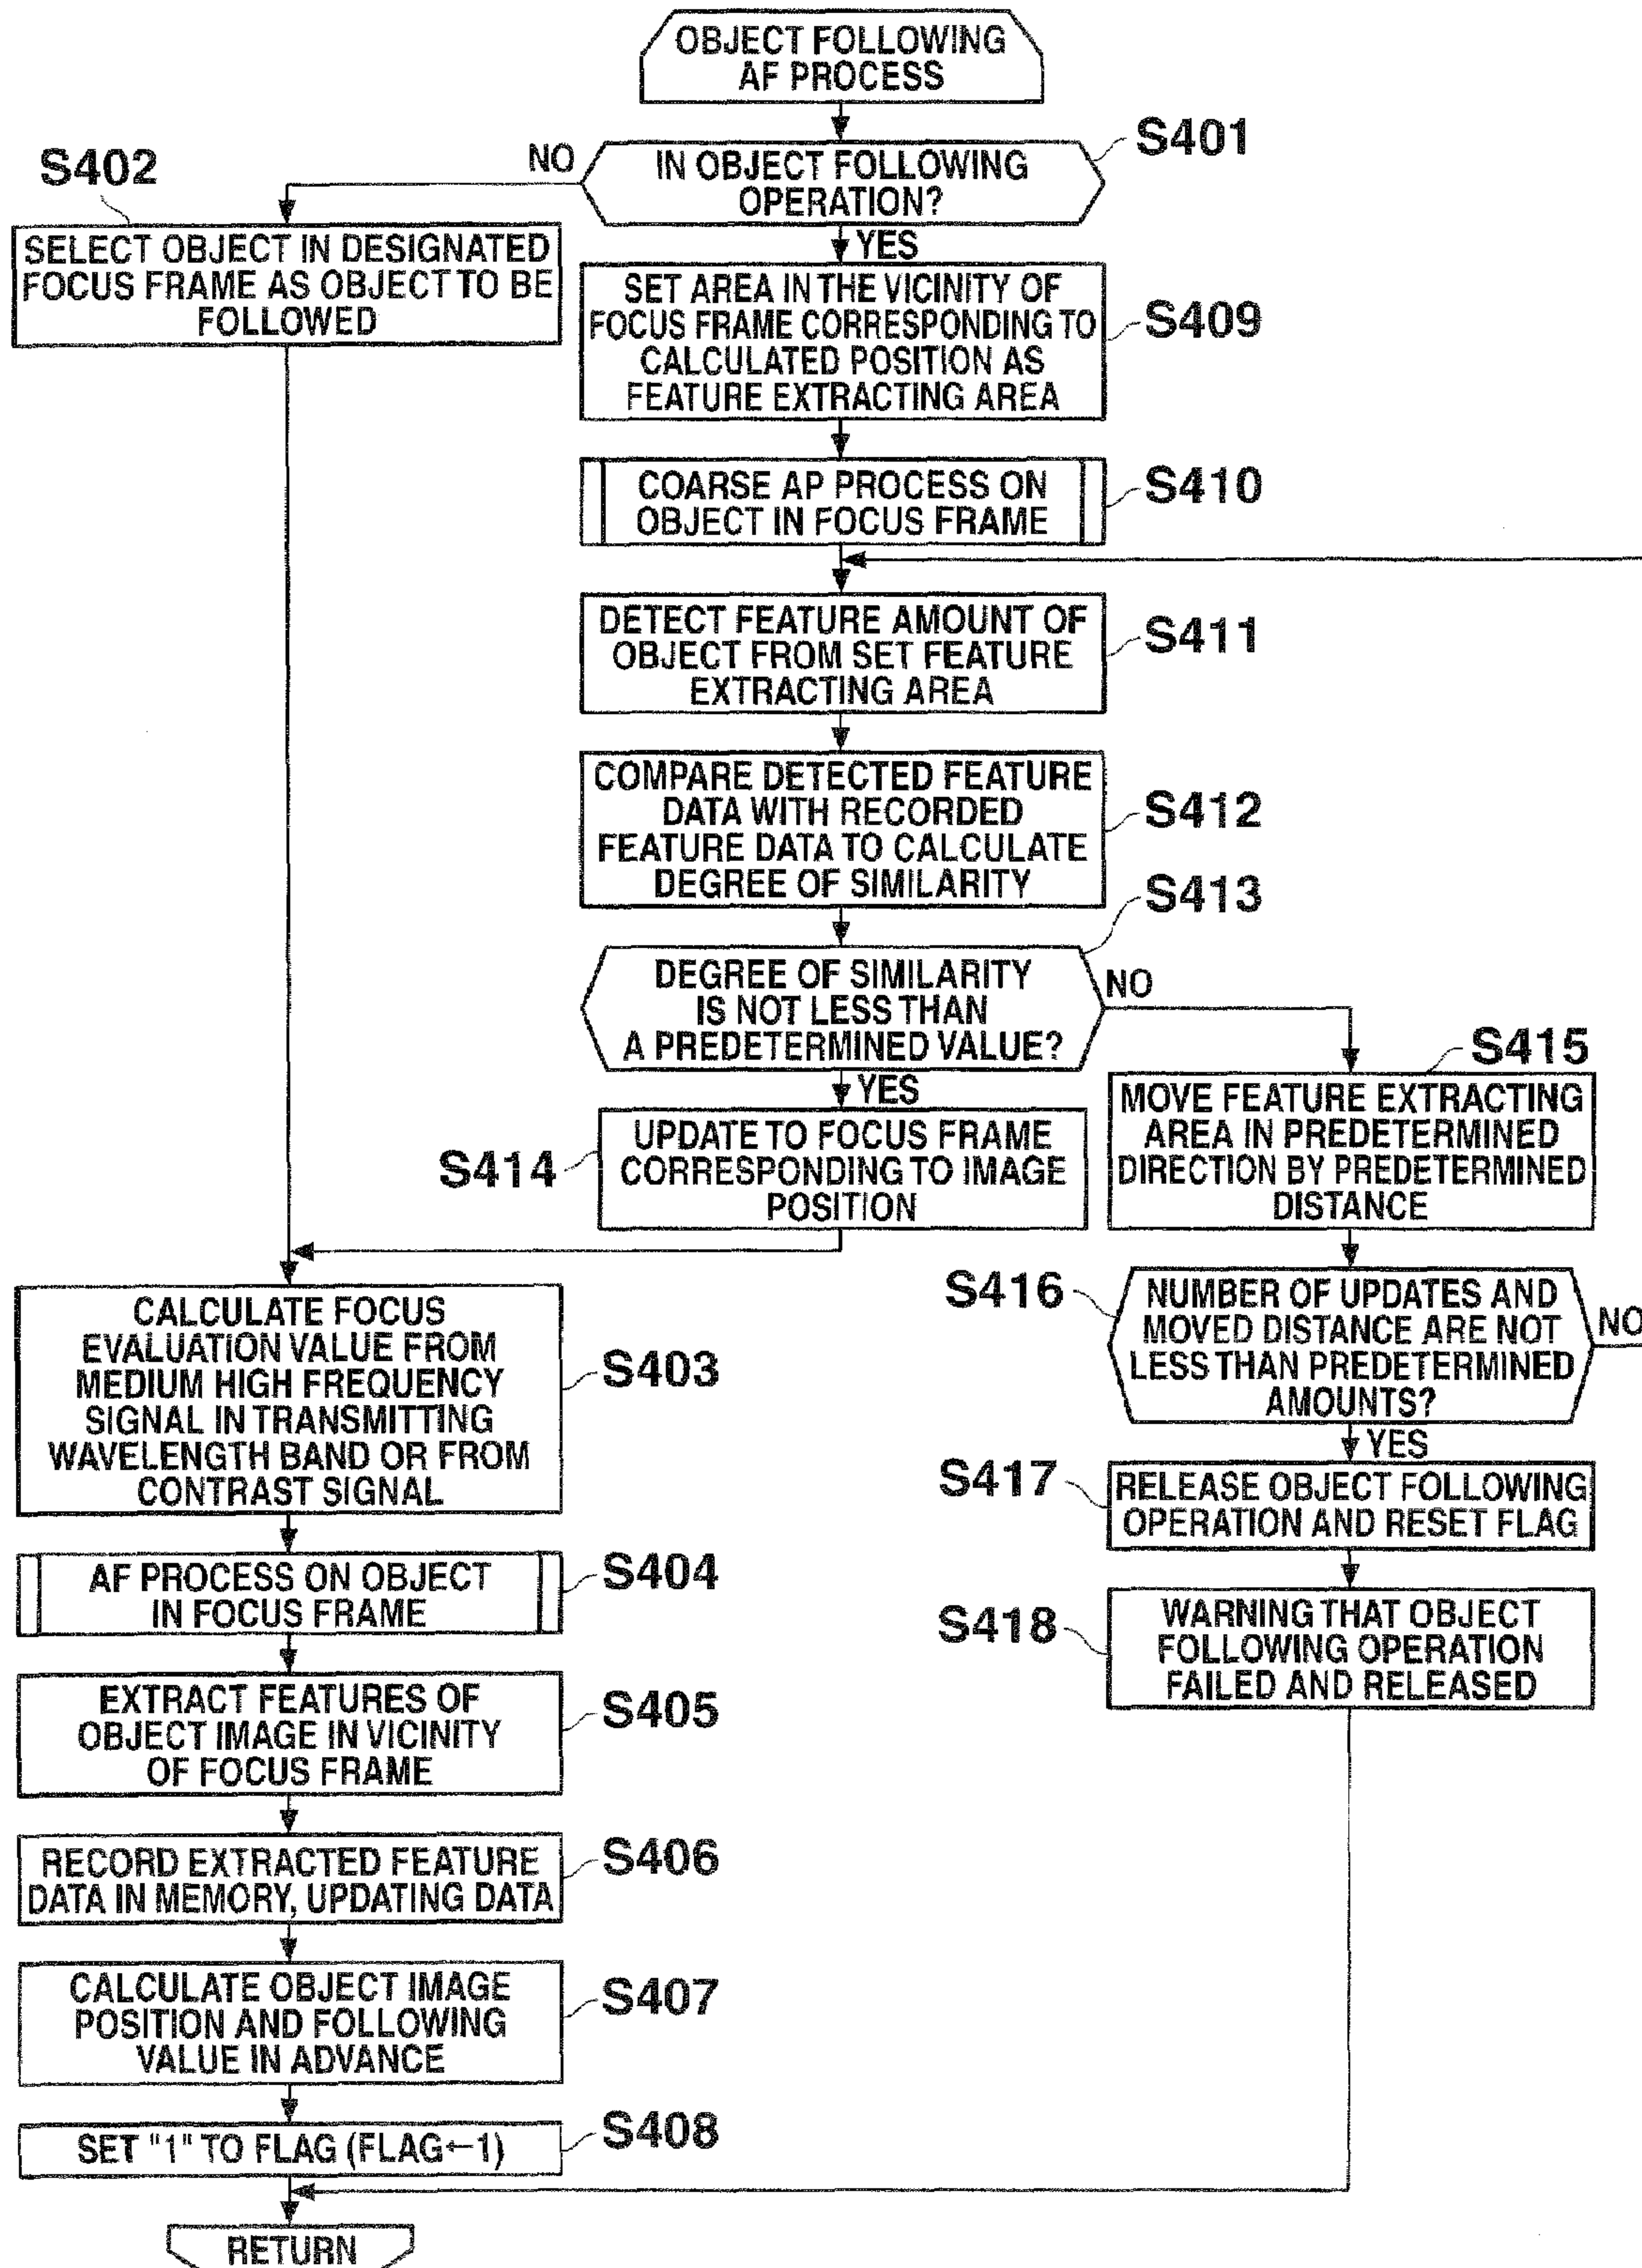 OBJECT FOLLOWING
AF PROCESS
S401
IN OBJECT FOLLOWING
OPERATION?
NO
YES
S402
SELECT OBJECT IN DESIGNATED
FOCUS FRAME AS OBJECT TO BE
FOLLOWED
SET AREA IN THE VICINITY OF
FOCUS FRAME CORRESPONDING TO
CALCULATED POSITION AS
FEATURE EXTRACTING AREA
S409
COARSE AP PROCESS ON
OBJECT IN FOCUS FRAME
S410
DETECT FEATURE AMOUNT OF
OBJECT FROM SET FEATURE
EXTRACTING AREA
S411
COMPARE DETECTED FEATURE
DATA WITH RECORDED
FEATURE DATA TO CALCULATE
DEGREE OF SIMILARITY
S412
S413
DEGREE OF SIMILARITY
IS NOT LESS THAN
A PREDETERMINED VALUE?
NO
YES
S414
UPDATE TO FOCUS FRAME
CORRESPONDING TO IMAGE
POSITION
S415
MOVE FEATURE EXTRACTING
AREA IN PREDETERMINED
DIRECTION BY PREDETERMINED
DISTANCE
S416
NUMBER OF UPDATES AND
MOVED DISTANCE ARE NOT
LESS THAN PREDETERMINED
AMOUNTS?
NO
YES
S417
RELEASE OBJECT FOLLOWING
OPERATION AND RESET FLAG
S418
WARNING THAT OBJECT
FOLLOWING OPERATION
FAILED AND RELEASED
CALCULATE FOCUS
EVALUATION VALUE FROM
MEDIUM HIGH FREQUENCY
SIGNAL IN TRANSMITTING
WAVELENGTH BAND OR FROM
CONTRAST SIGNAL
S403
AF PROCESS ON OBJECT
IN FOCUS FRAME
S404
EXTRACT FEATURES OF
OBJECT IMAGE IN VICINITY
OF FOCUS FRAME
S405
RECORD EXTRACTED FEATURE
DATA IN MEMORY, UPDATING DATA
S406
CALCULATE OBJECT IMAGE
POSITION AND FOLLOWING
VALUE IN ADVANCE
S407
SET "1" TO FLAG (FLAG←1)
S408
RETURN